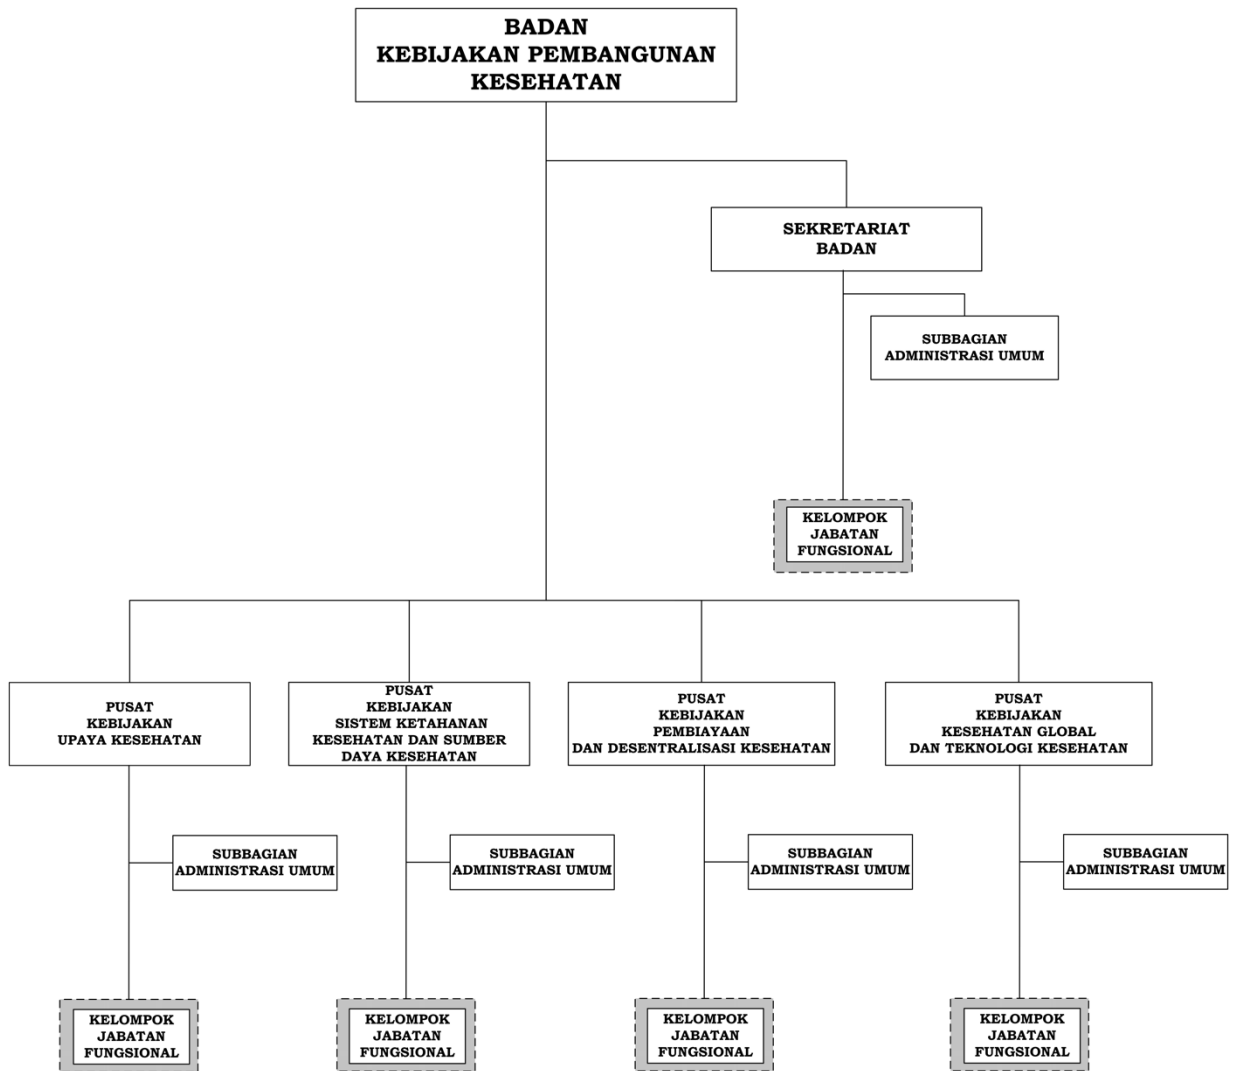 BADAN
KEBIJAKAN PEMBANGUNAN
KESEHATAN
SEKRETARIAT
BADAN
SUBBAGIAN
ADMINISTRASI UMUM
KELOMPOK
JABATAN
FUNGSIONAL
PUSAT
KEBIJAKAN
UPAYA KESEHATAN
PUSAT
KEBIJAKAN
SISTEM KETAHANAN
KESEHATAN DAN SUMBER
DAYA KESEHATAN
PUSAT
KEBIJAKAN
PEMBIAYAAN
DAN DESENTRALISASI KESEHATAN
PUSAT
KEBIJAKAN
KESEHATAN GLOBAL
DAN TEKNOLOGI KESEHATAN
SUBBAGIAN
ADMINISTRASI UMUM
SUBBAGIAN
ADMINISTRASI UMUM
SUBBAGIAN
ADMINISTRASI UMUM
SUBBAGIAN
ADMINISTRASI UMUM
KELOMPOK
JABATAN
FUNGSIONAL
KELOMPOK
JABATAN
FUNGSIONAL
KELOMPOK
JABATAN
FUNGSIONAL
KELOMPOK
JABATAN
FUNGSIONAL